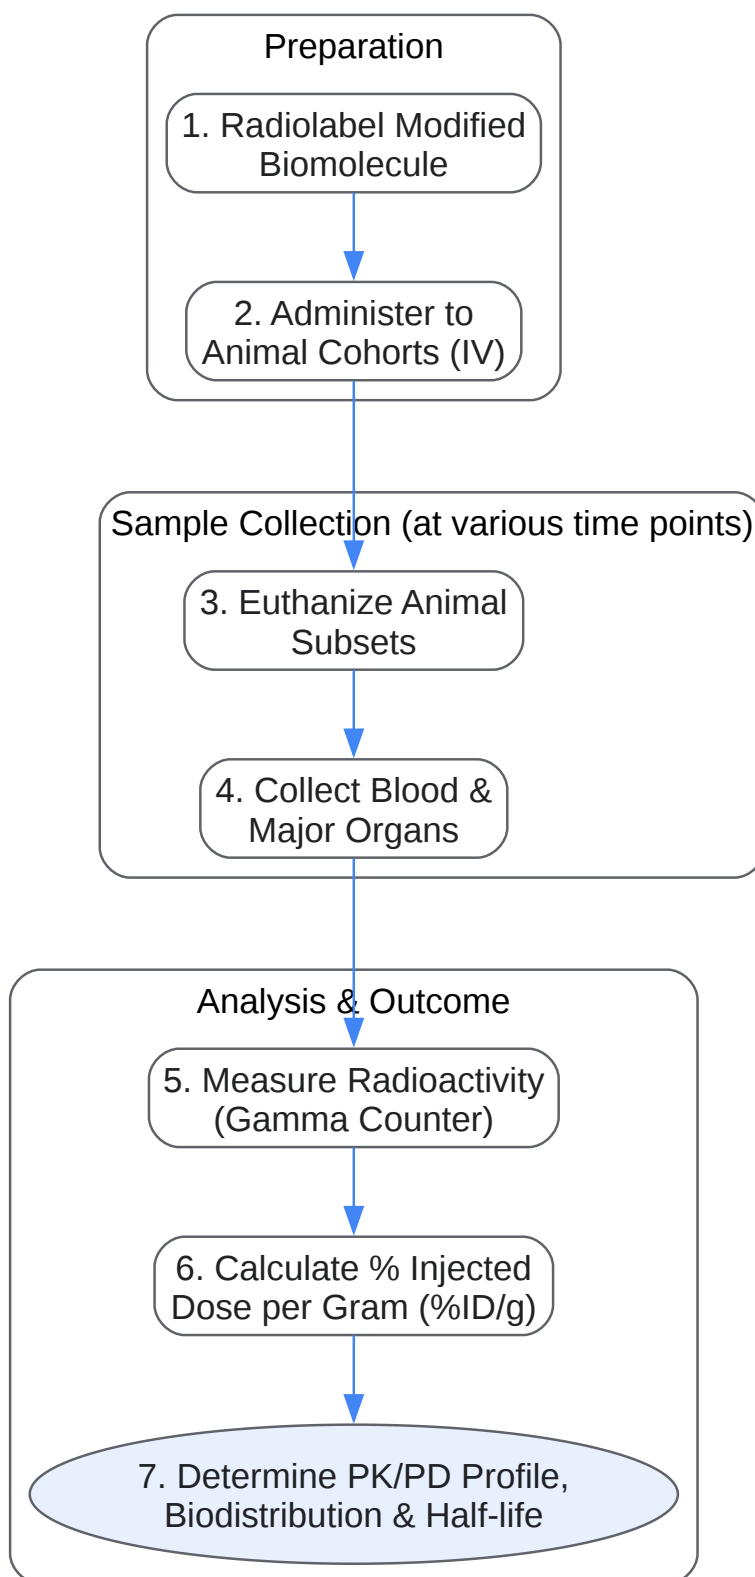 Preparation
1. Radiolabel Modified
Biomolecule
2. Administer to
Animal Cohorts (IV)
Sample Collection (at various time points)
3. Euthanize Animal
Subsets
4. Collect Blood &
Major Organs
Analysis & Outcome
5. Measure Radioactivity
(Gamma Counter)
6. Calculate % Injected
Dose per Gram (%ID/g)
7. Determine PK/PD Profile,
Biodistribution & Half-life